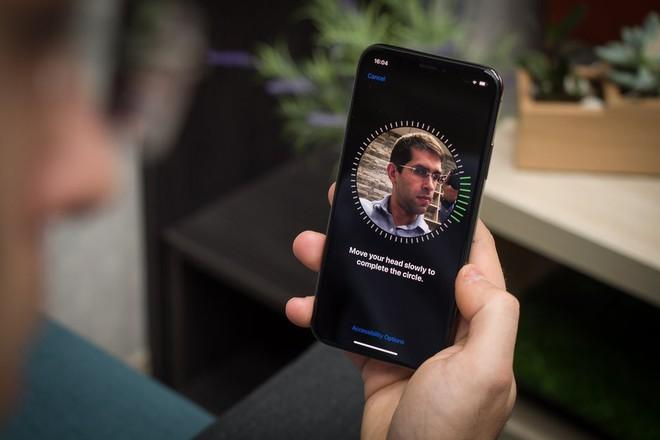 16:04
Cancel
Move your head slowly to
complete the circle.
Accessibility Options